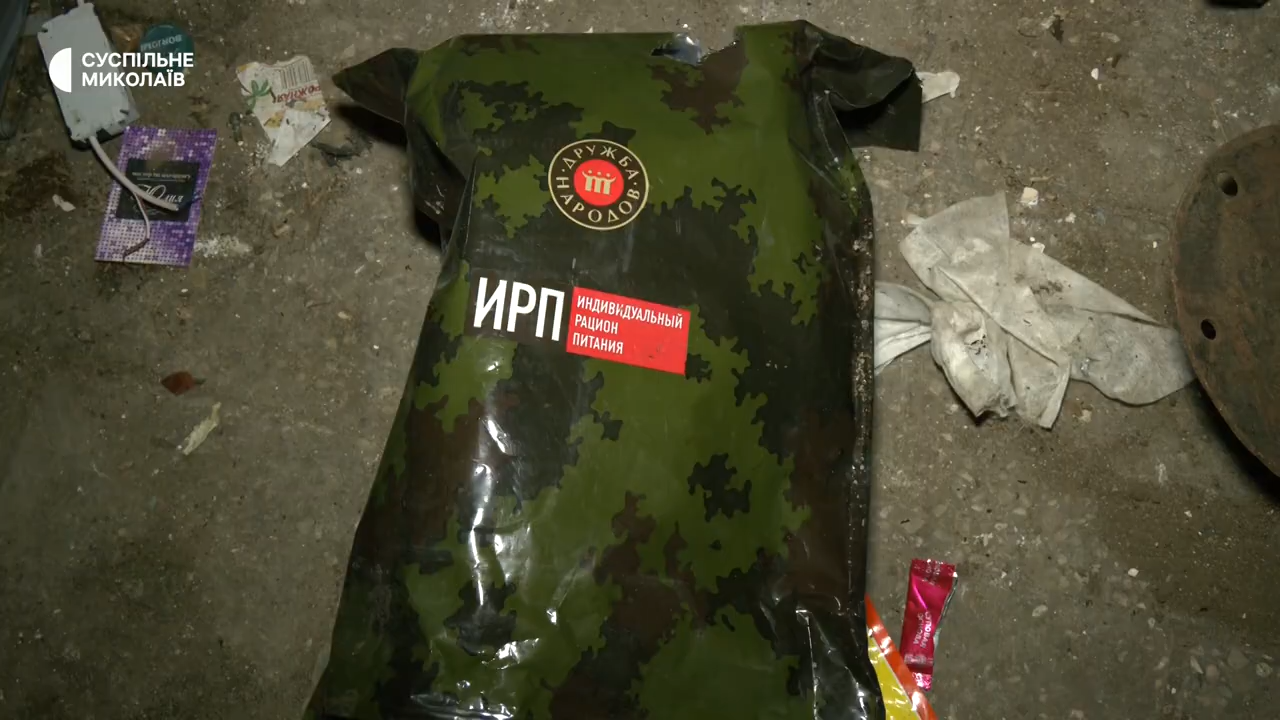 СУСПІЛЬНЕ
МИКОЛАЇВ
ДРУЖБА
НАРОДОВ
ИРП
ИНДИВИДУАЛЬНЫЙ
РАЦИОН
ПИТАНИЯ